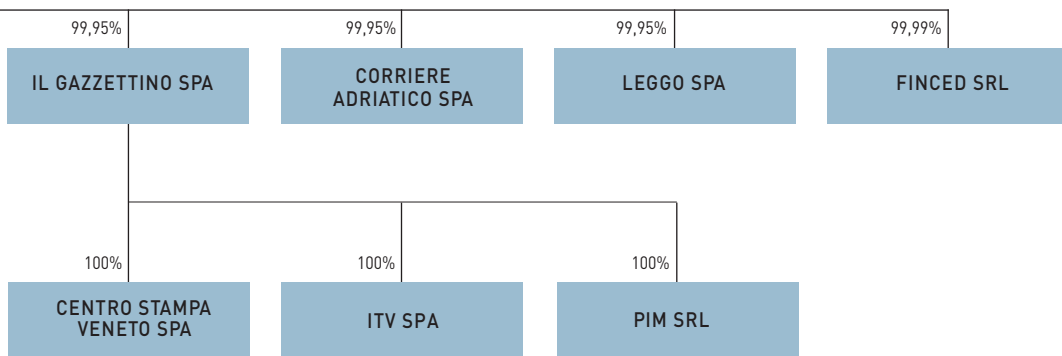 99,95%
99,95%
99,95%
99,99%
IL GAZZETTINO SPA
CORRIERE
ADRIATICO SPA
LEGGO SPA
FINCED SRL
100%
100%
100%
CENTRO STAMPA
VENETO SPA
ITV SPA
PIM SRL